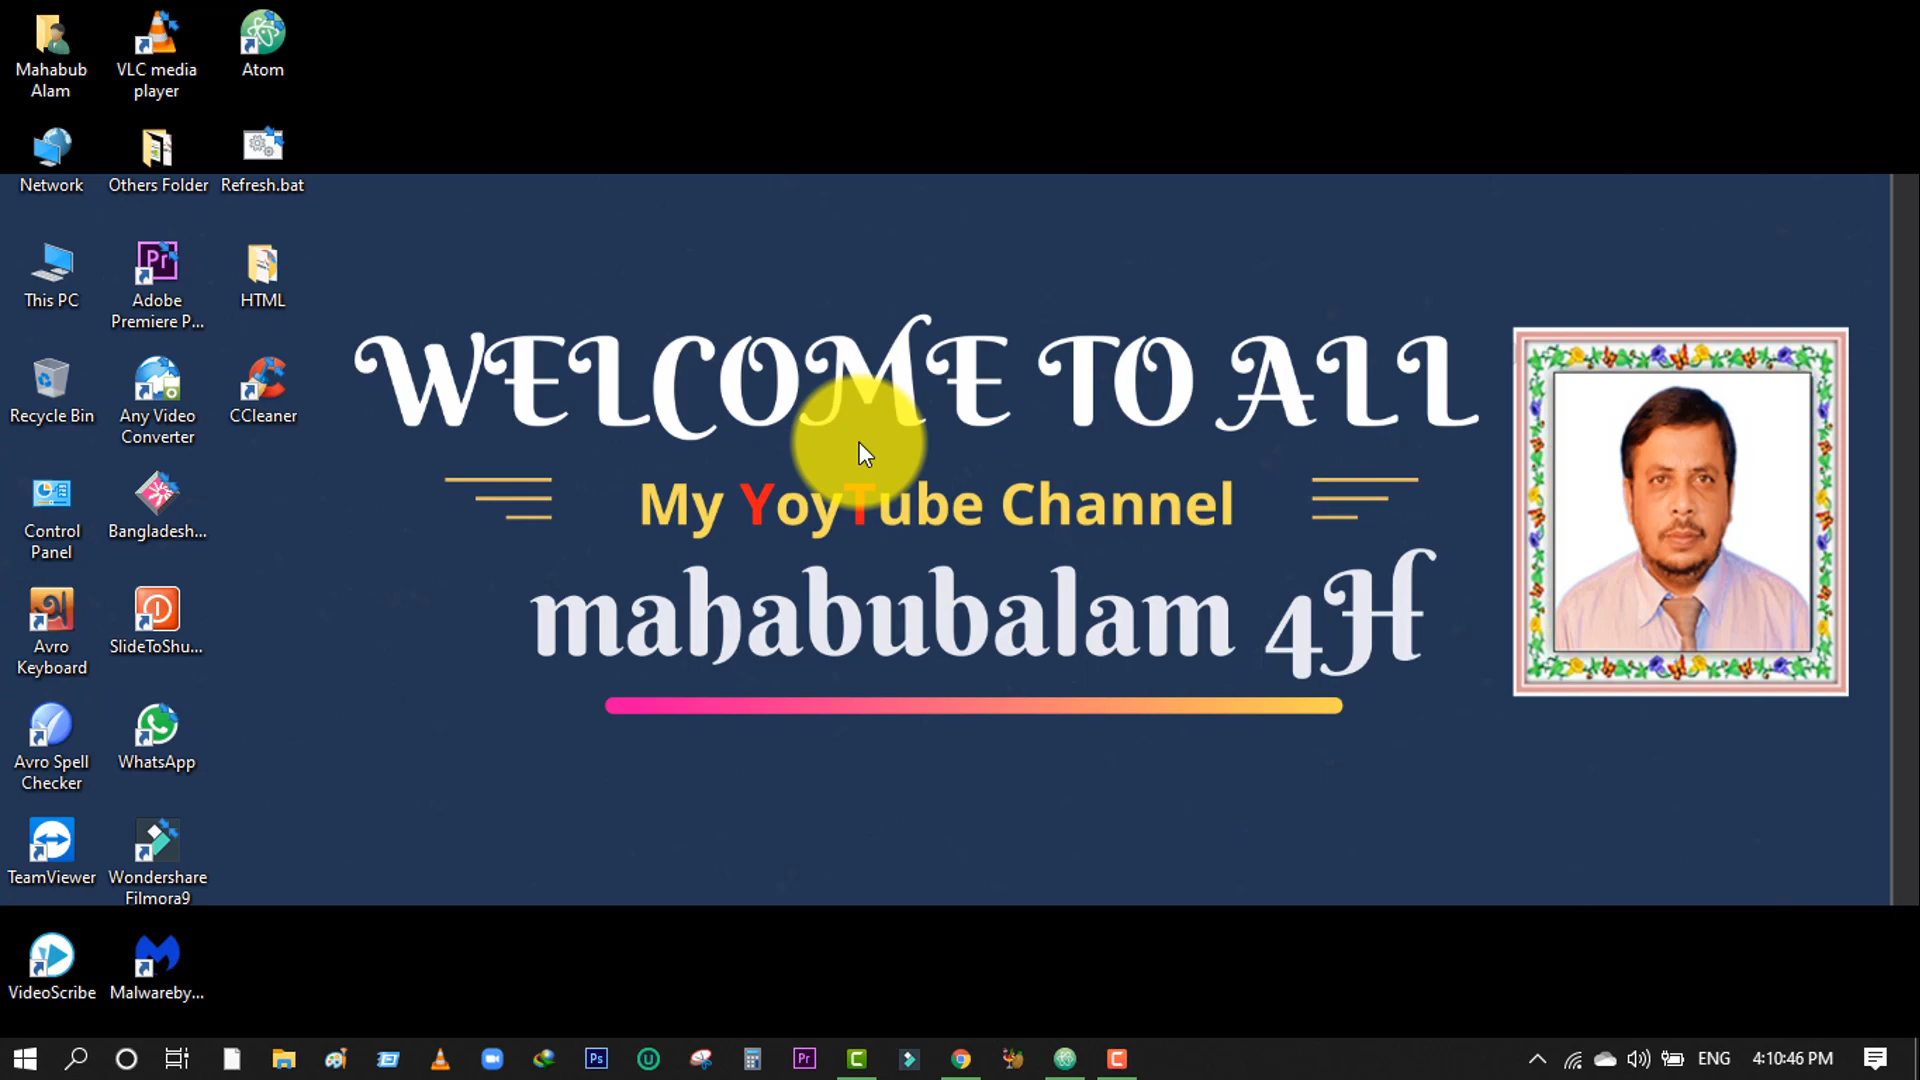 Mahabub
Alam
VLC media
player
Atom
Network
Others Folder
Refresh.bat
This PC
Adobe
Premiere P...
HTML
Recycle Bin
Any Video
Converter
CCleaner
Control
Panel
Bangladesh...
Avro
Keyboard
SlideToShu...
Avro Spell
Checker
WhatsApp
TeamViewer
Wondershare
Filmora9
VideoScribe
Malwareby...
WELCOME TO ALL
My YoyTube Channel
mahabubalam 4H
ENG
4:10:46 PM